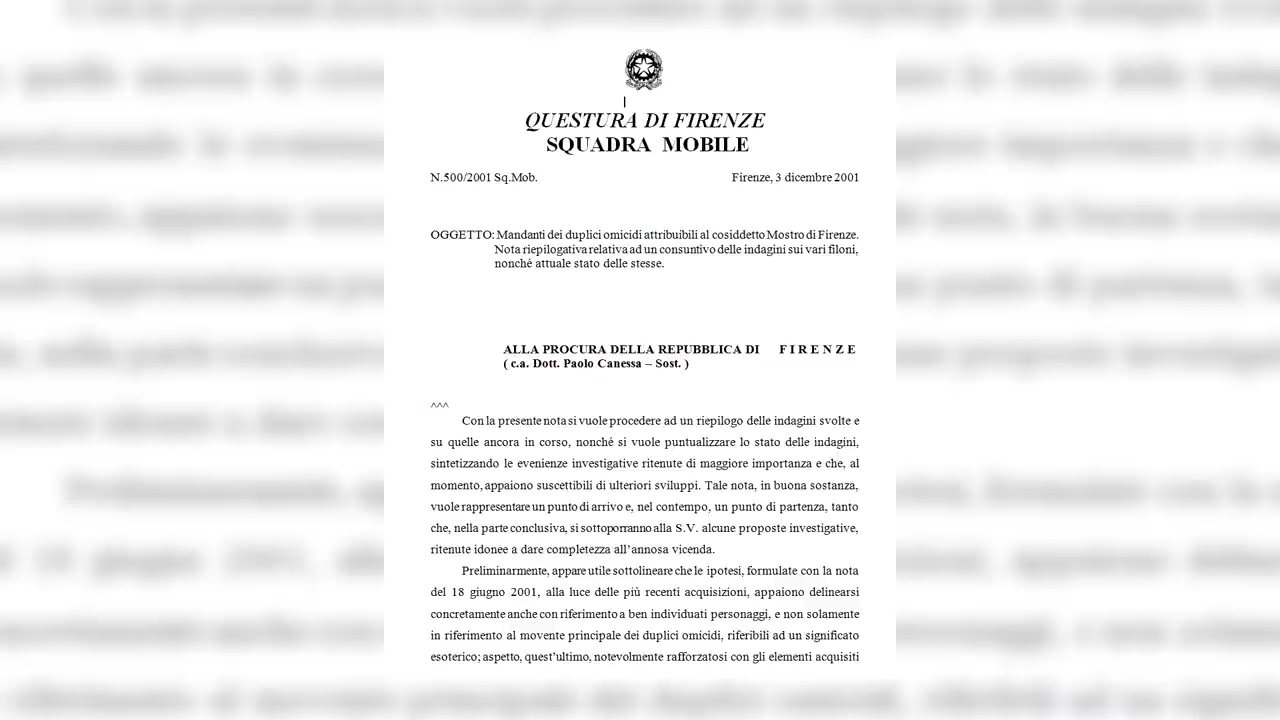 QUESTURA DI FIRENZE
SQUADRA MOBILE
N.500/2001 Sq.Mob. Firenze, 3 dicembre 2001
OGGETTO: Mandanti dei duplici omicidi attribuibili al cosiddetto Mostro di Firenze.
Nota riepilogativa relativa ad un consuntivo delle indagini sui vari filoni,
nonché attuale stato delle stesse.
ALLA PROCURA DELLA REPUBBLICA DI F I R E N Z E
( c.a. Dott. Paolo Canessa – Sost. )
^^^
Con la presente nota si vuole procedere ad un riepilogo delle indagini svolte e
su quelle ancora in corso, nonché si vuole puntualizzare lo stato delle indagini,
sintetizzando le evenienze investigative ritenute di maggiore importanza e che, al
momento, appaiono suscettibili di ulteriori sviluppi. Tale nota, in buona sostanza,
vuole rappresentare un punto di arrivo e, nel contempo, un punto di partenza, tanto
che, nella parte conclusiva, si sottoporranno alla S.V. alcune proposte investigative,
ritenute idonee a dare completezza all’annosa vicenda.
Preliminarmente, appare utile sottolineare che le ipotesi, formulate con la nota
del 18 giugno 2001, alla luce delle più recenti acquisizioni, appaiono delinearsi
concretamente anche con riferimento a ben individuati personaggi, e non solamente
in riferimento al movente principale dei duplici omicidi, riferibili ad un significato
esoterico; aspetto, quest’ultimo, notevolmente rafforzatosi con gli elementi acquisiti